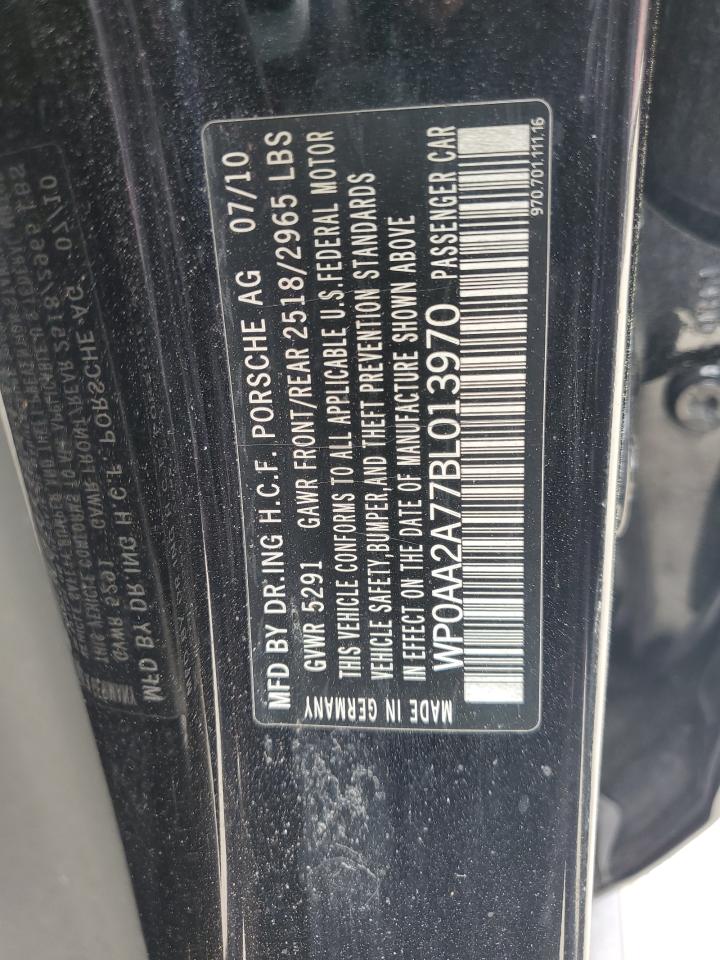 MFD BY DR.ING H.C.F. PORSCHE AG 07/10
GVWR 5291 GAWR FRONT/REAR 2518/2965 LBS
THIS VEHICLE CONFORMS TO ALL APPLICABLE U.S.FEDERAL MOTOR
VEHICLE SAFETY,BUMPER,AND THEFT PREVENTION STANDARDS
IN EFFECT ON THE DATE OF MANUFACTURE SHOWN ABOVE
WP0AA2A77BL013970 PASSENGER CAR
MADE IN GERMANY
970.701.111.16